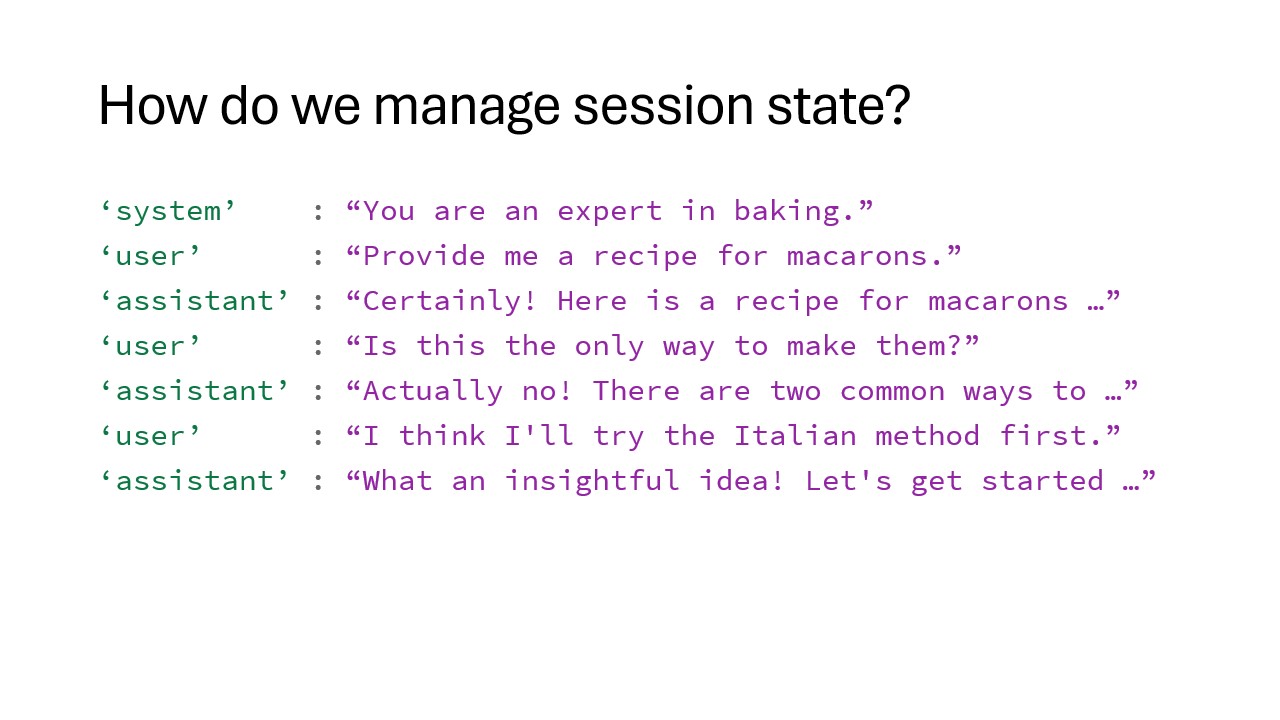 How do we manage session state?
‘system’ : “You are an expert in baking.”
‘user’ : “Provide me a recipe for macarons.”
‘assistant’ : “Certainly! Here is a recipe for macarons …”
‘user’ : “Is this the only way to make them?”
‘assistant’ : “Actually no! There are two common ways to …”
‘user’ : “I think I'll try the Italian method first.”
‘assistant’ : “What an insightful idea! Let's get started …”